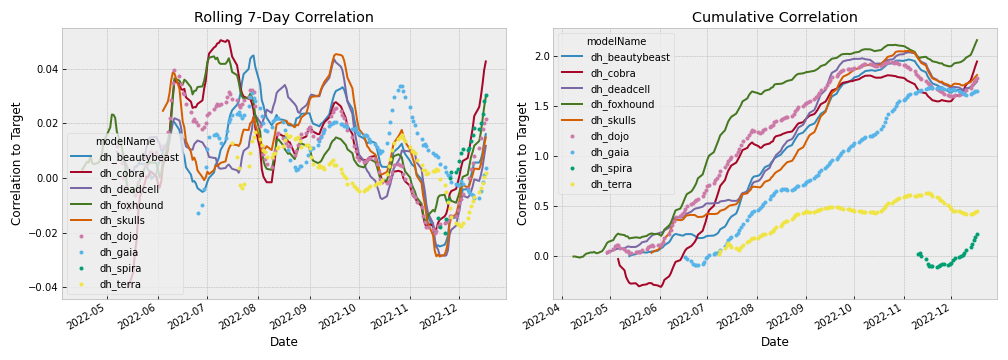 Rolling 7-Day Correlation
Correlation to Target
0.04
0.02
0.00
−0.02
−0.04
modelName
dh_beautybeast
dh_cobra
dh_deadcell
dh_foxhound
dh_skulls
dh_dojo
dh_gaia
dh_spira
dh_terra
2022-05
2022-06
2022-07
2022-08
2022-09
2022-10
2022-11
2022-12
Date
Cumulative Correlation
Correlation to Target
2.0
1.5
1.0
0.5
0.0
modelName
dh_beautybeast
dh_cobra
dh_deadcell
dh_foxhound
dh_skulls
dh_dojo
dh_gaia
dh_spira
dh_terra
2022-04
2022-05
2022-06
2022-07
2022-08
2022-09
2022-10
2022-11
2022-12
Date